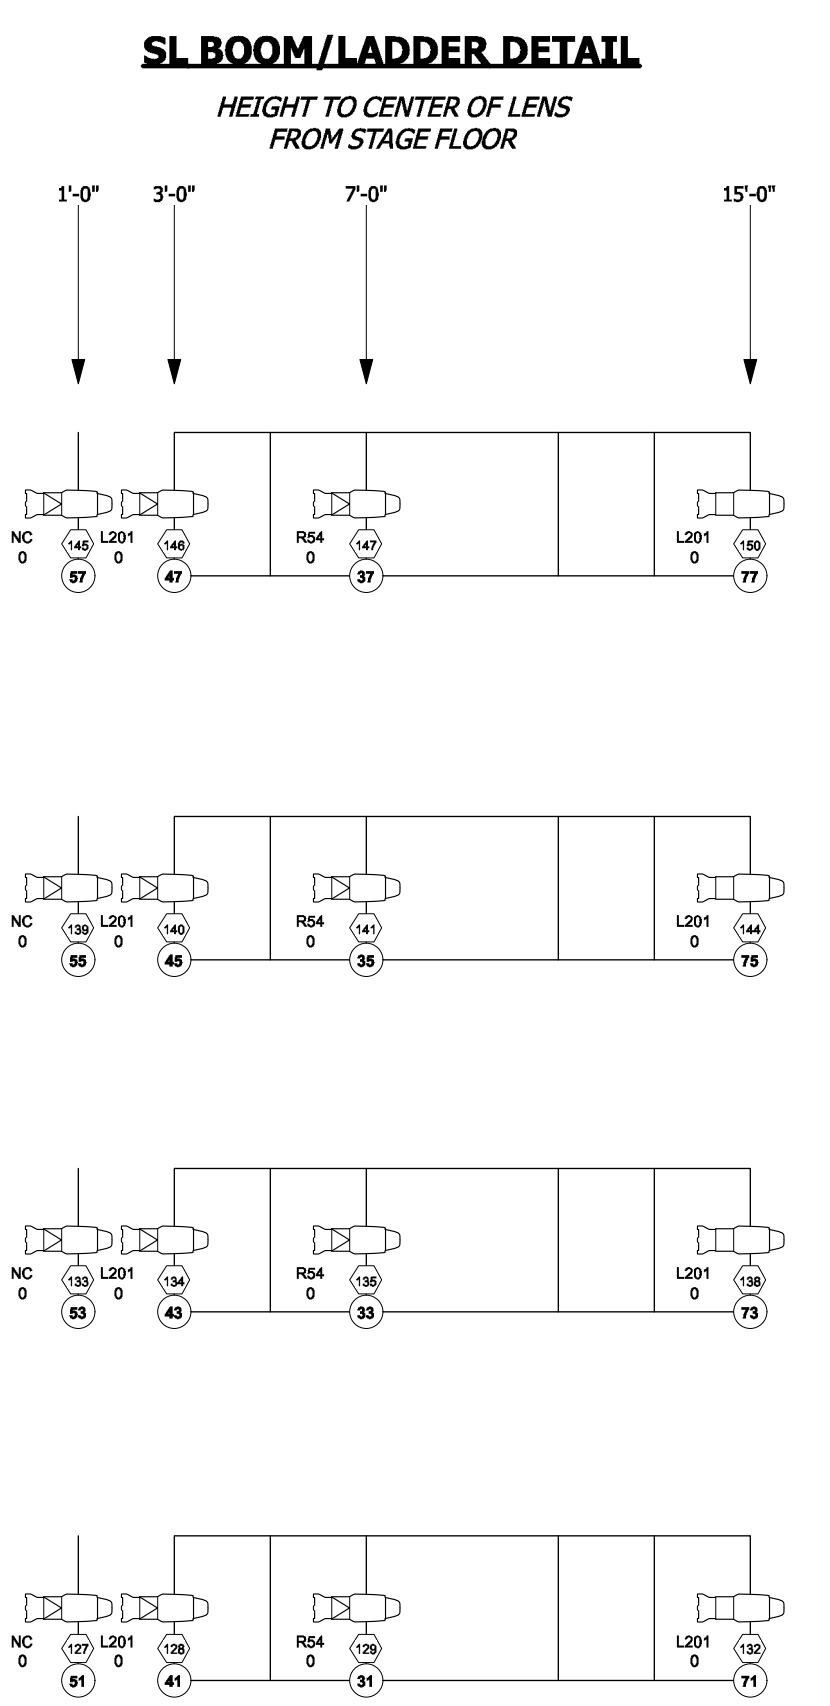 SL BOOM/LADDER DETAIL
HEIGHT TO CENTER OF LENS
FROM STAGE FLOOR
1'-0" 3'-0" 7'-0" 15'-0"
NC 145 L201 146 R54 147 L201 150
0 0 0 0
57 47 37 77
NC 139 L201 140 R54 141 L201 144
0 0 0 0
55 45 35 75
NC 133 L201 134 R54 135 L201 138
0 0 0 0
53 43 33 73
NC 127 L201 128 R54 129 L201 132
0 0 0 0
51 41 31 71